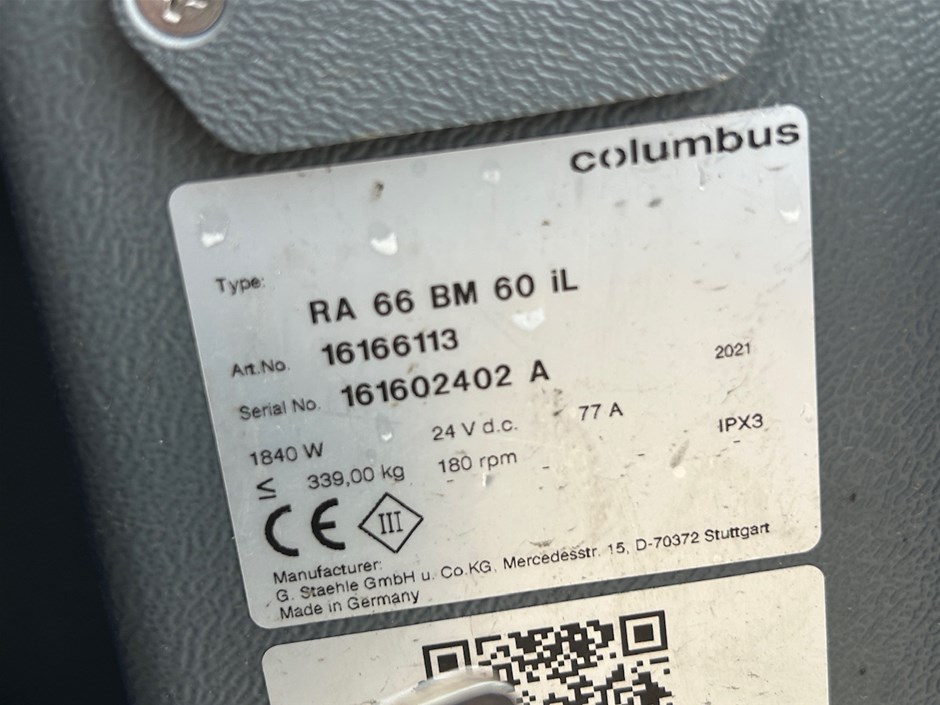 columbus
Type:
RA 66 BM 60 iL
Art.No. 16166113
2021
Serial No. 161602402 A
1840 W 24 V d.c. 77 A IPX3
≤ 339,00 kg 180 rpm - - -
CE III
Manufacturer:
G. Staehle GmbH u. Co.KG, Mercedesstr. 15, D-70372 Stuttgart
Made in Germany